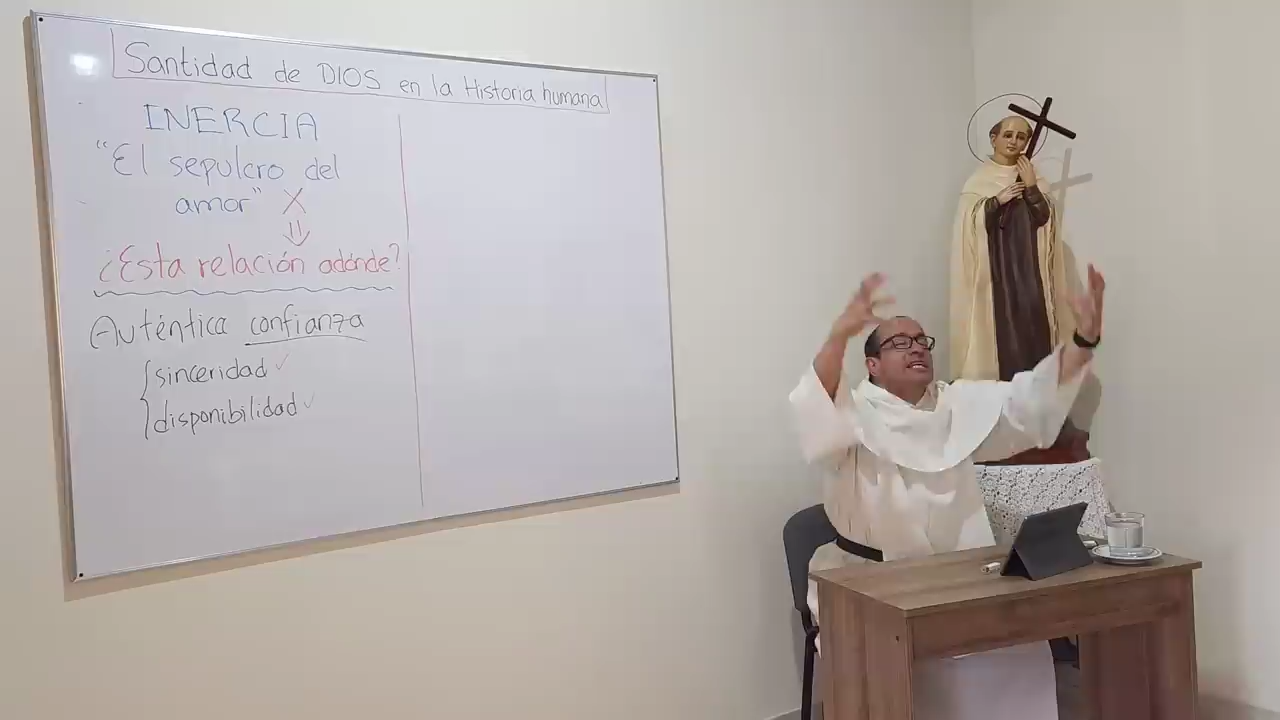 Santidad de DIOS en la Historia humana
INERCIA
"El sepulcro del
amor" X
¿Esta relación adónde?
Auténtica confianza
sinceridad ✓
disponibilidad ✓